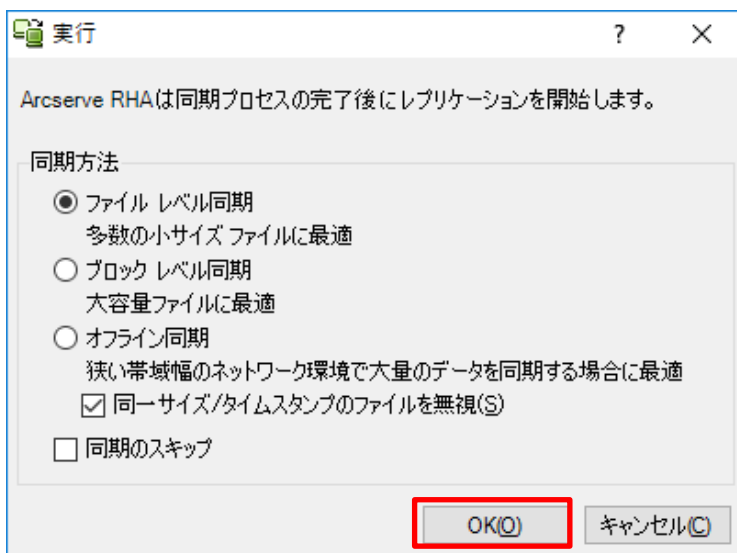 実行
?
Arcserve RHAは同期プロセスの完了後にレプリケーションを開始します。
同期方法
ファイル レベル同期
多数の小サイズ ファイルに最適
ブロック レベル同期
大容量ファイルに最適
オフライン同期
狭い帯域幅のネットワーク環境で大量のデータを同期する場合に最適
同一サイズ/タイムスタンプのファイルを無視(S)
同期のスキップ
OK(O)
キャンセル(C)